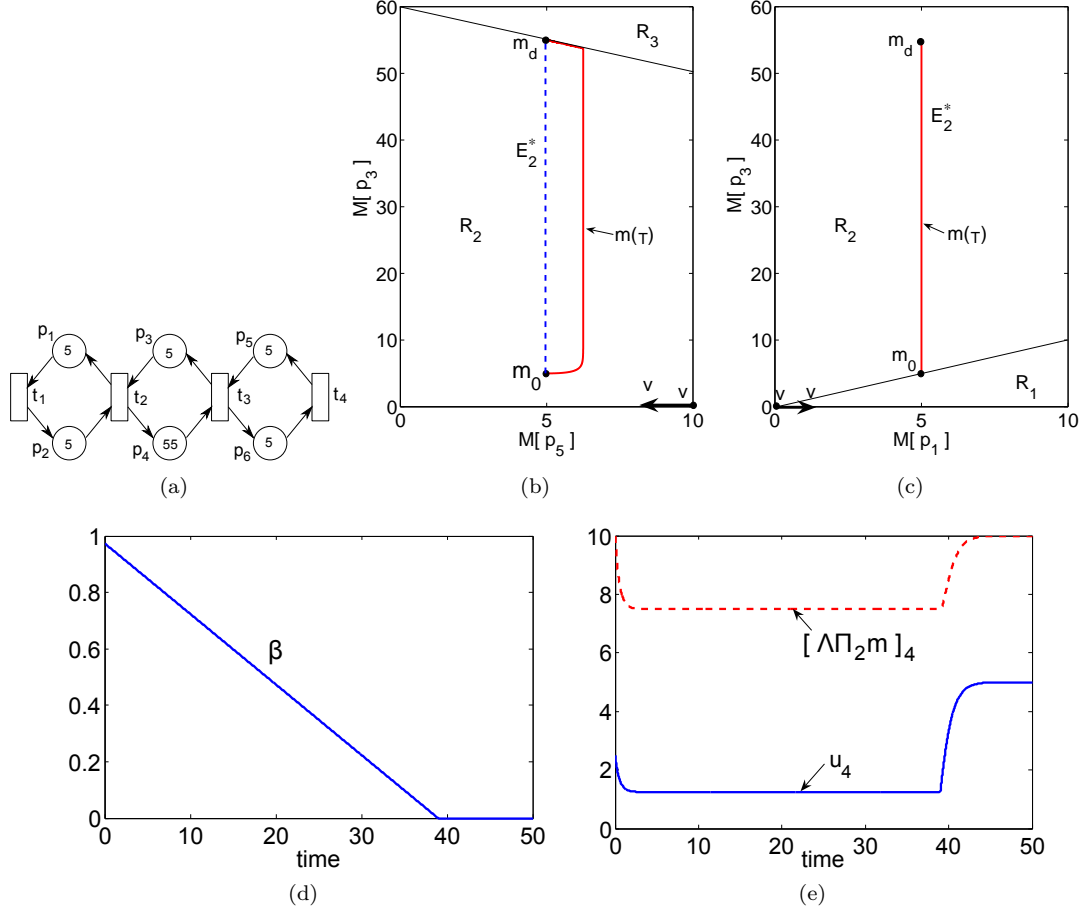 p1
p3
p5
5
5
5
t1
t2
t3
t4
5
55
5
p2
p4
p6
(a)
60
50
40
30
20
10
0
M[ p3 ]
R3
md
E2*
R2
m(τ)
m0
v
v
0
5
10
M[ p5 ]
(b)
60
50
40
30
20
10
0
M[ p3 ]
md
E2*
R2
m(τ)
m0
R1
v
v
0
5
10
M[ p1 ]
(c)
1
0.8
0.6
0.4
0.2
0
β
0 10 20 30 40 50
time
(d)
10
8
6
4
2
0
[ ΛΠ2m ]4
u4
0 10 20 30 40 50
time
(e)